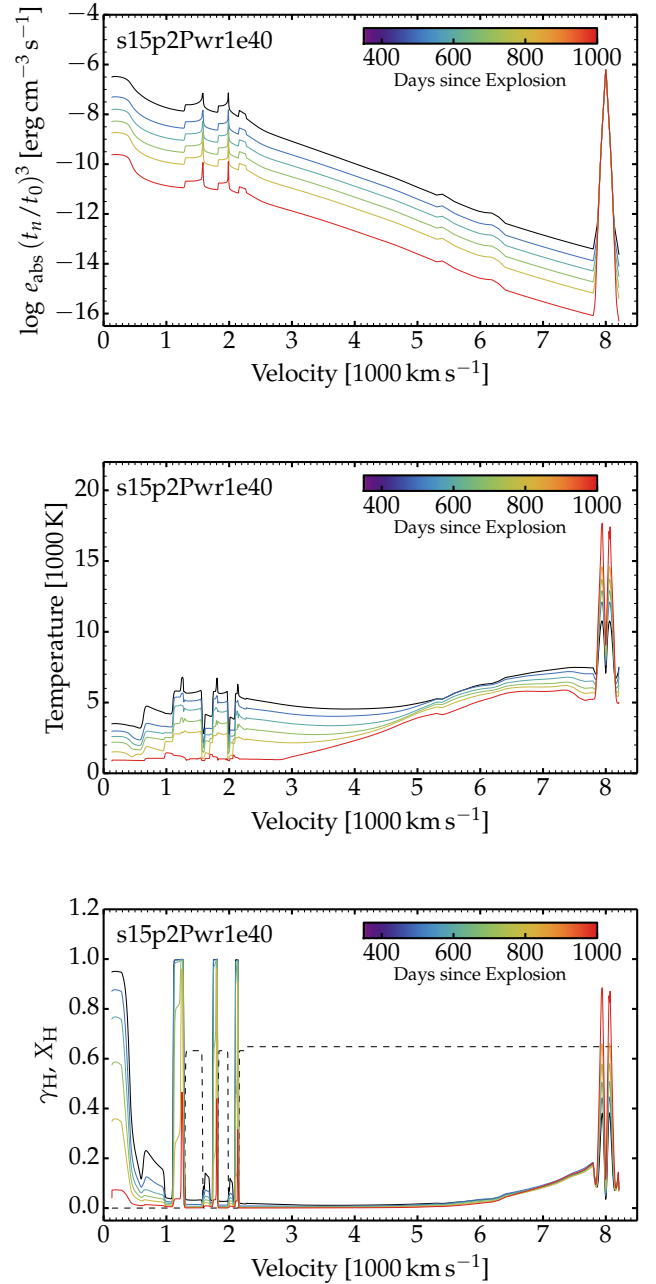 s15p2Pwr1e40
400 600 800 1000
Days since Explosion
−4
−6
−8
−10
−12
−14
−16
log e_abs (t_n/t_0)^3 [erg cm^−3 s^−1]
0 1 2 3 4 5 6 7 8
Velocity [1000 km s^−1]
s15p2Pwr1e40
400 600 800 1000
Days since Explosion
20
15
10
5
0
Temperature [1000 K]
0 1 2 3 4 5 6 7 8
Velocity [1000 km s^−1]
s15p2Pwr1e40
400 600 800 1000
Days since Explosion
1.2
1.0
0.8
0.6
0.4
0.2
0.0
γ_H, X_H
0 1 2 3 4 5 6 7 8
Velocity [1000 km s^−1]